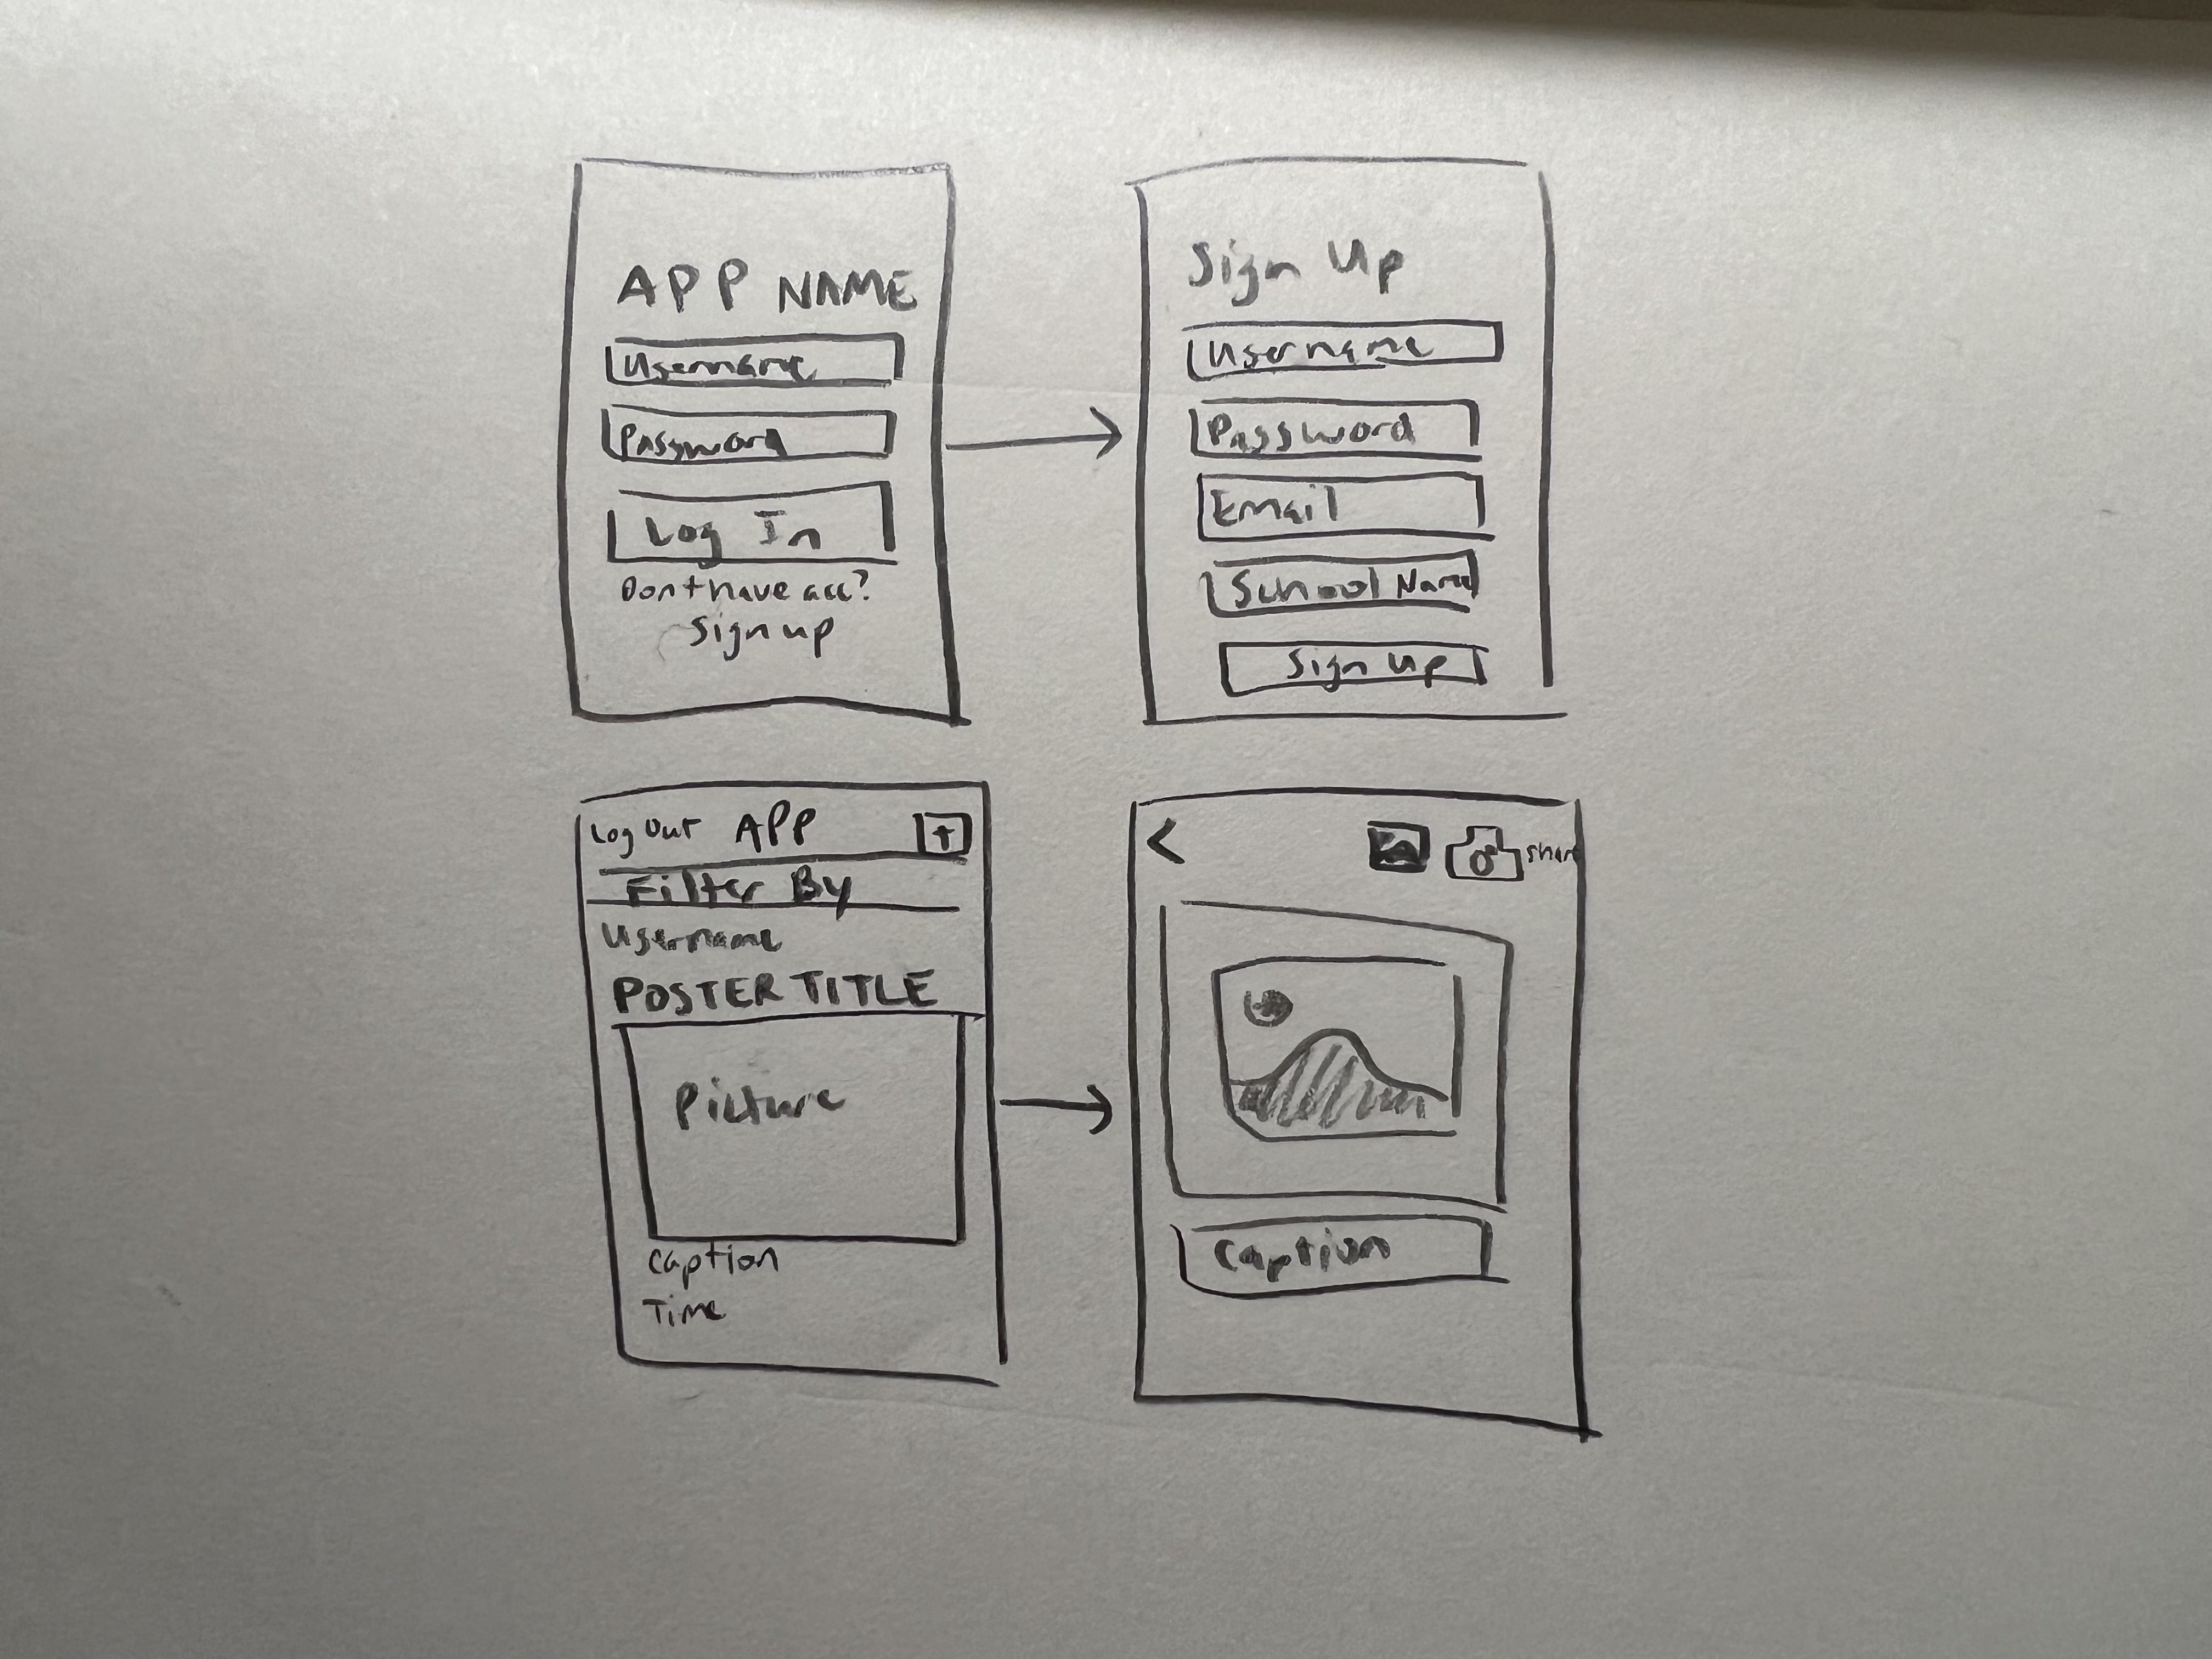 APP NAME
Username
Password
Log In
Dont have acc?
Sign up
Sign Up
Username
Password
Email
School Name
Sign Up
Log Out APP +
Filter By
Username
POSTER TITLE
Picture
Caption
Time
<
Caption